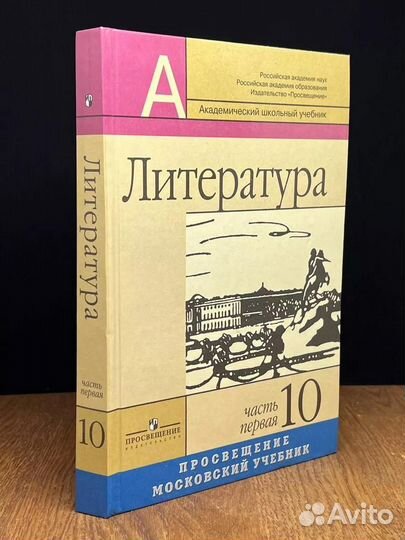 А
Российская академия наук
Российская академия образования
Издательство «Просвещение»
Академический школьный учебник
Литература
часть
первая
10
ПРОСВЕЩЕНИЕ
ИЗДАТЕЛЬСТВО
ПРОСВЕЩЕНИЕ
МОСКОВСКИЙ УЧЕБНИК
Литература
часть
первая
10
Avito